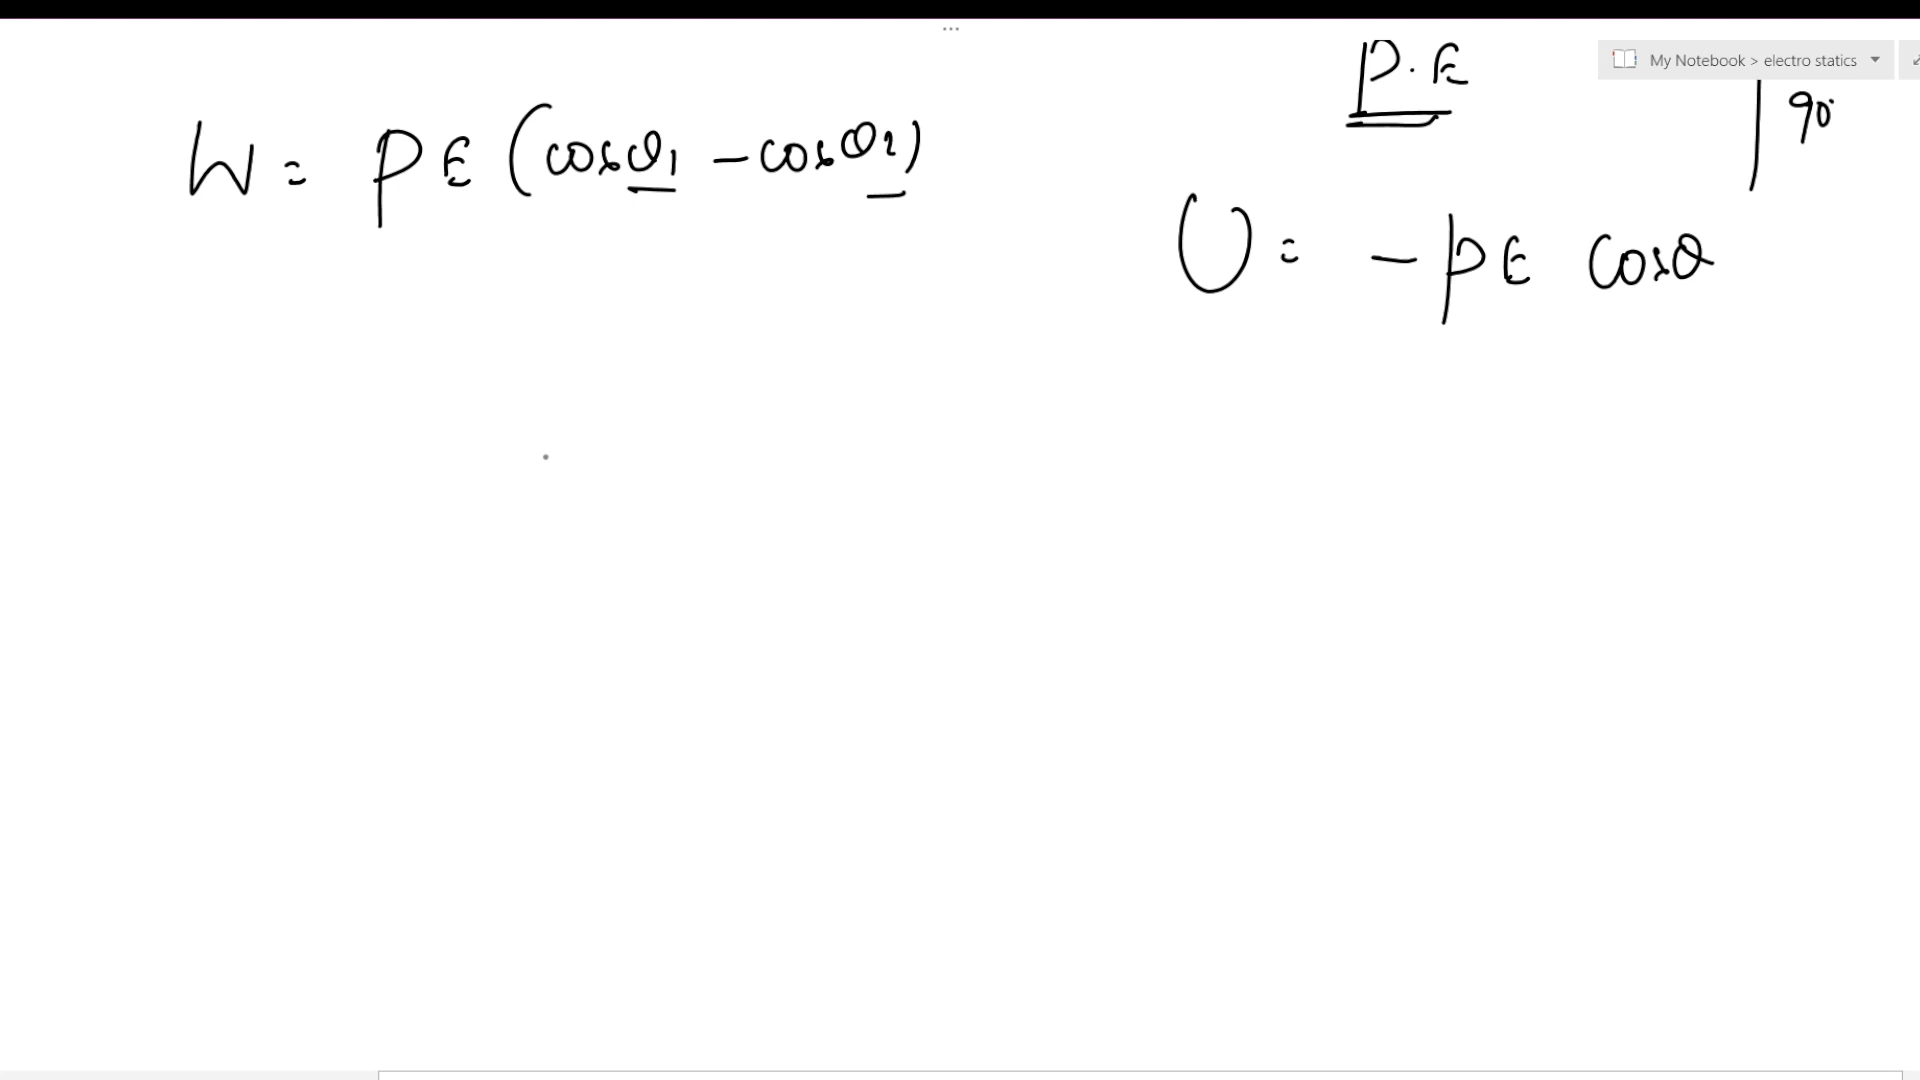 ...
P.E
My Notebook > electro statics
90°
W = PE (cosθ1 - cosθ2)
U = - PE cosθ